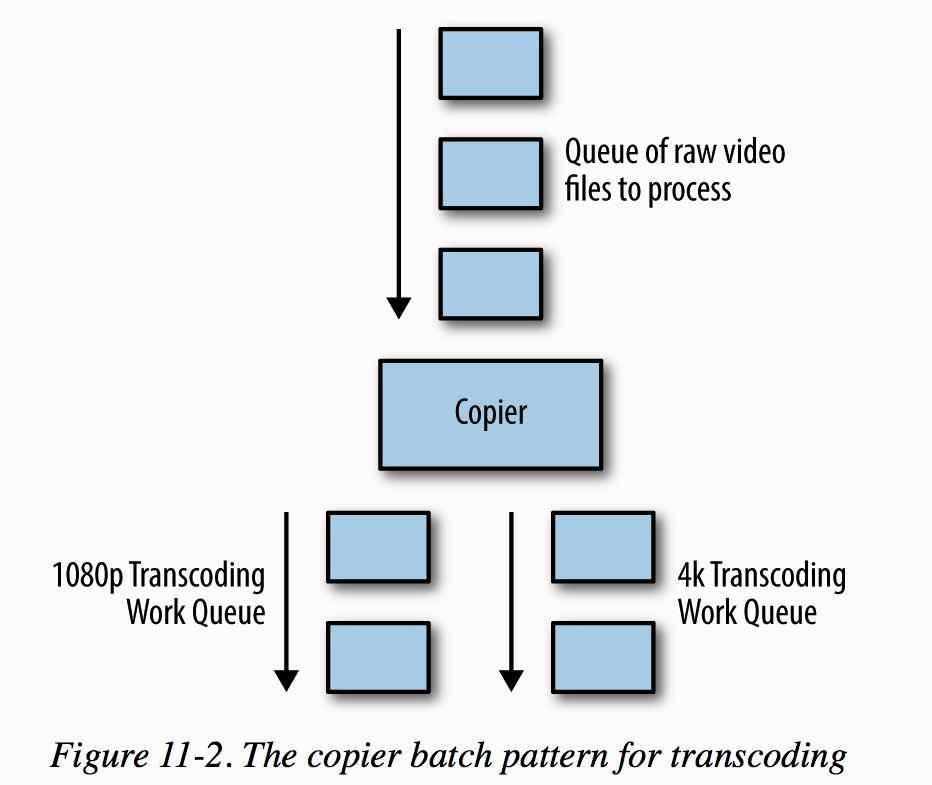 Queue of raw video
files to process
Copier
1080p Transcoding
Work Queue
4k Transcoding
Work Queue
Figure 11-2. The copier batch pattern for transcoding